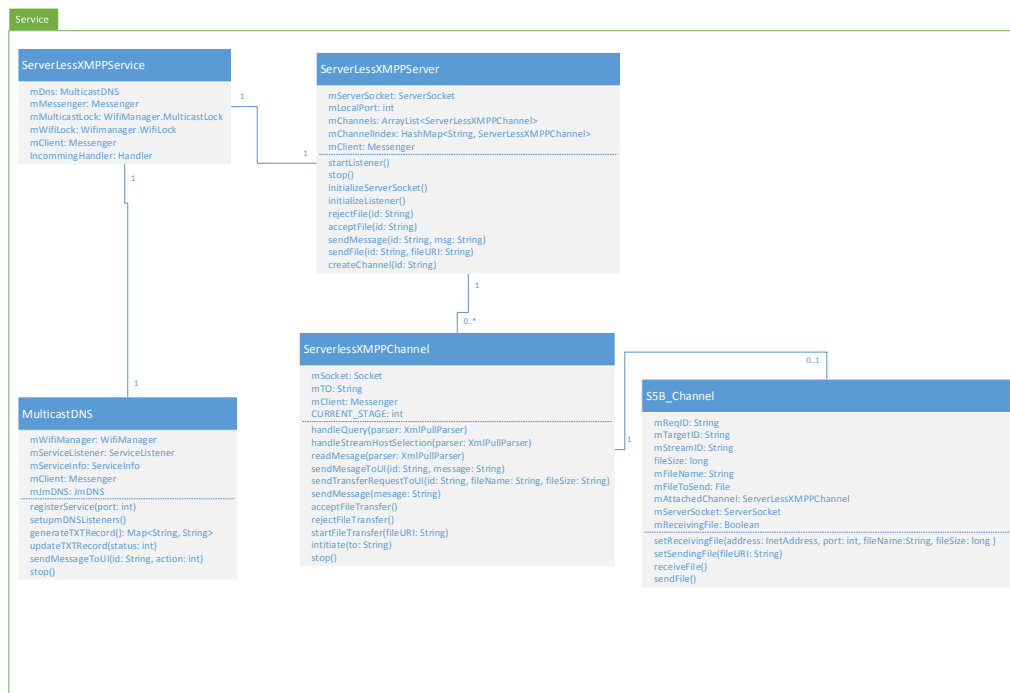 Service
ServerLessXMPPService
mDns: MulticastDNS
mMessenger: Messenger
mMulticastLock: WifiManager.MulticastLock
mWifiLock: Wifimanager.WifiLock
mClient: Messenger
IncommingHandler: Handler
1
1
1
1
ServerLessXMPPServer
mServerSocket: ServerSocket
mLocalPort: int
mChannels: ArrayList<ServerLessXMPPChannel>
mChannelIndex: HashMap<String, ServerLessXMPPChannel>
mClient: Messenger
startListener()
stop()
initializeServerSocket()
initializeListener()
rejectFile(id: String)
acceptFile(id: String)
sendMessage(id: String, msg: String)
sendFile(id: String, fileURI: String)
createChannel(id: String)
1
0..*
ServerlessXMPPChannel
mSocket: Socket
mTO: String
mClient: Messenger
CURRENT_STAGE: int
handleQuery(parser: XmlPullParser)
handleStreamHostSelection(parser: XmlPullParser)
readMesage(parser: XmlPullParser)
sendMesageToUI(id: String, message: String)
sendTransferRequestToUI(id: String, fileName: String, fileSize: String)
sendMessage(mesage: String)
acceptFileTransfer()
rejectFileTransfer()
startFileTransfer(fileURI: String)
intitiate(to: String)
stop()
1
0..1
MulticastDNS
mWifiManager: WifiManager
mServiceListener: ServiceListener
mServiceInfo: ServiceInfo
mClient: Messenger
mJmDNS: JmDNS
registerService(port: int)
setupmDNSListeners()
generateTXTRecord(): Map<String, String>
updateTXTRecord(status: int)
sendMessageToUI(id: String, action: int)
stop()
S5B_Channel
mReqID: String
mTargetID: String
mStreamID: String
fileSize: long
mFileName: String
mFileToSend: File
mAttachedChannel: ServerLessXMPPChannel
mServerSocket: ServerSocket
mReceivingFile: Boolean
setReceivingFile(address: InetAddress, port: int, fileName:String, fileSize: long )
setSendingFile(fileURI: String)
receiveFile()
sendFile()